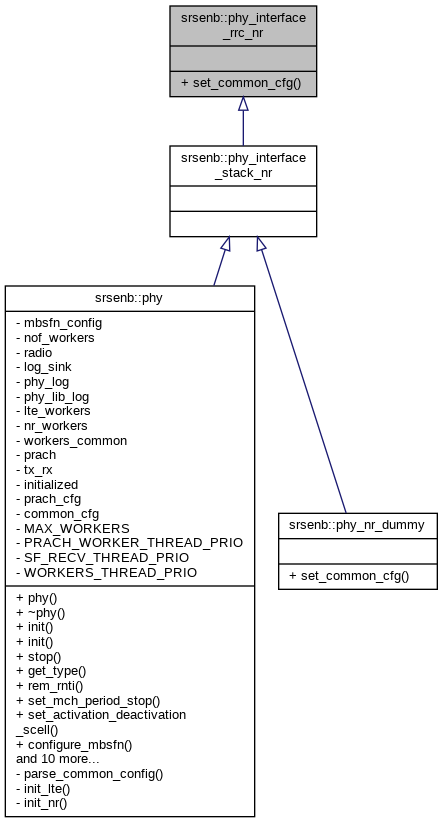 srsenb::phy_interface
_rrc_nr
+ set_common_cfg()
srsenb::phy_interface
_stack_nr
srsenb::phy
- mbsfn_config
- nof_workers
- radio
- log_sink
- phy_log
- phy_lib_log
- lte_workers
- nr_workers
- workers_common
- prach
- tx_rx
- initialized
- prach_cfg
- common_cfg
- MAX_WORKERS
- PRACH_WORKER_THREAD_PRIO
- SF_RECV_THREAD_PRIO
- WORKERS_THREAD_PRIO
+ phy()
+ ~phy()
+ init()
+ init()
+ stop()
+ get_type()
+ rem_rnti()
+ set_mch_period_stop()
+ set_activation_deactivation
_scell()
+ configure_mbsfn()
and 10 more...
- parse_common_config()
- init_lte()
- init_nr()
srsenb::phy_nr_dummy
+ set_common_cfg()